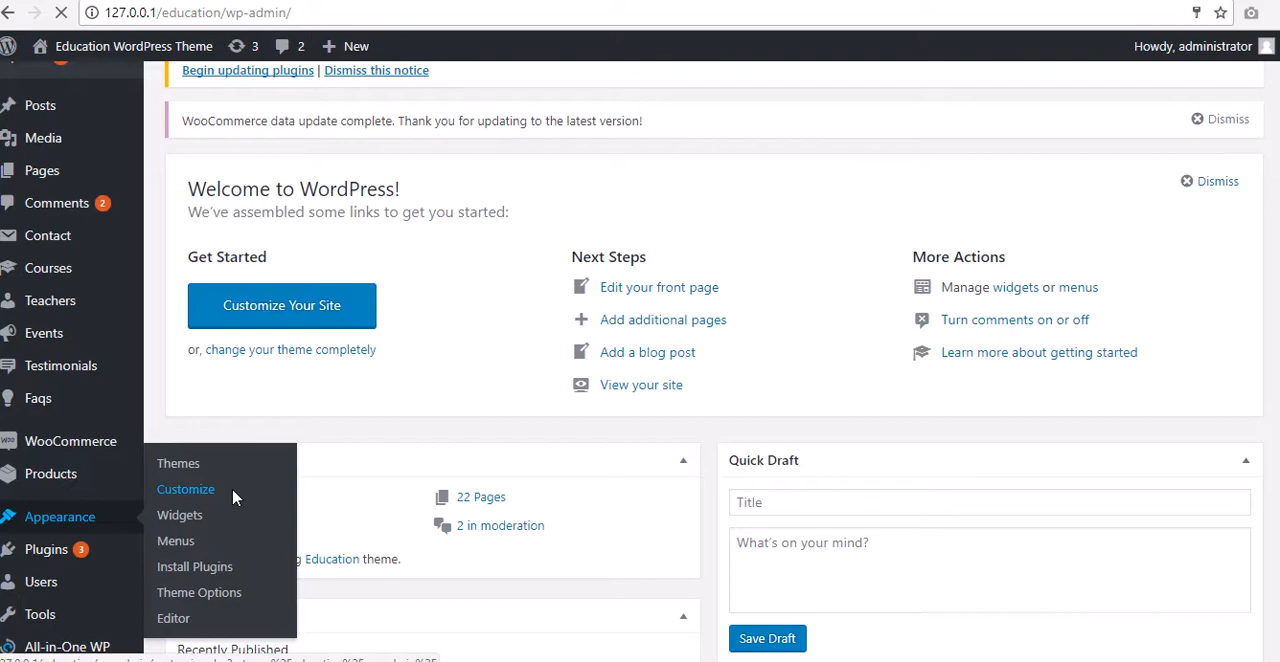 127.0.0.1/education/wp-admin/
Education WordPress Theme 3 2 New Howdy, administrator
Begin updating plugins | Dismiss this notice
WooCommerce data update complete. Thank you for updating to the latest version! Dismiss
Posts
Media
Pages
Comments 2
Contact
Courses
Teachers
Events
Testimonials
Faqs
WooCommerce
Products
Appearance
Plugins 3
Users
Tools
All-in-One WP
Themes
Customize
Widgets
Menus
Install Plugins
Theme Options
Editor
Welcome to WordPress!
Dismiss
We've assembled some links to get you started:
Get Started
Customize Your Site
or, change your theme completely
Next Steps
Edit your front page
Add additional pages
Add a blog post
View your site
More Actions
Manage widgets or menus
Turn comments on or off
Learn more about getting started
22 Pages
2 in moderation
Education theme.
Recently Published
Quick Draft
Title
What's on your mind?
Save Draft